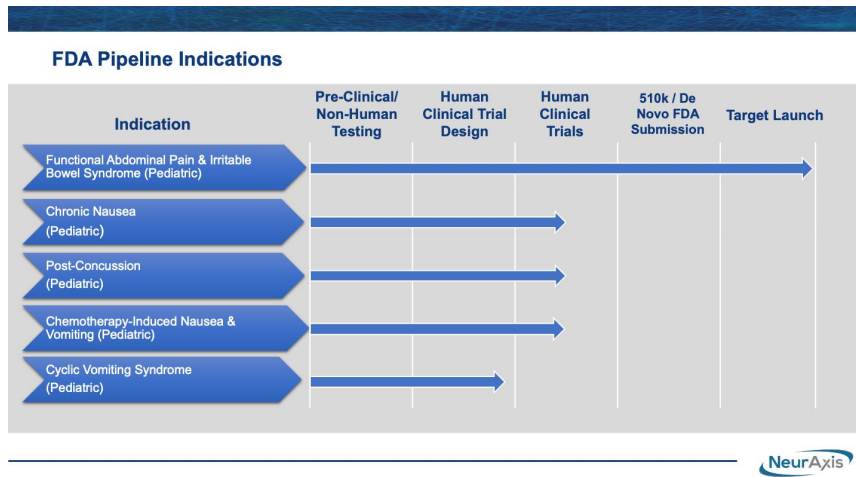 FDA Pipeline Indications
Indication
Pre-Clinical/
Non-Human
Testing
Human
Clinical Trial
Design
Human
Clinical
Trials
510k / De
Novo FDA
Submission
Target Launch
Functional Abdominal Pain & Irritable
Bowel Syndrome (Pediatric)
Chronic Nausea
(Pediatric)
Post-Concussion
(Pediatric)
Chemotherapy-Induced Nausea &
Vomiting (Pediatric)
Cyclic Vomiting Syndrome
(Pediatric)
NeurAxis